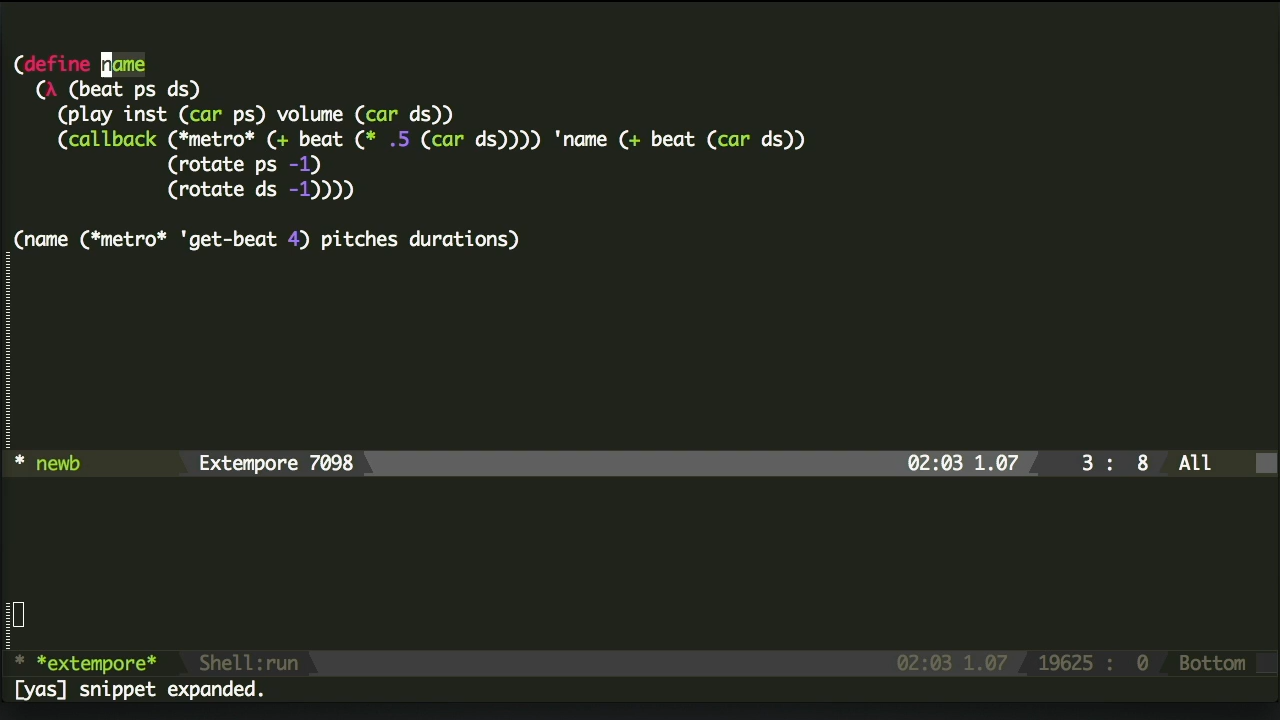 (define name
  (λ (beat ps ds)
    (play inst (car ps) volume (car ds))
    (callback (*metro* (+ beat (* .5 (car ds)))) 'name (+ beat (car ds))
              (rotate ps -1)
              (rotate ds -1))))
(name (*metro* 'get-beat 4) pitches durations)
* newb Extempore 7098 02:03 1.07 3 : 8 All
* *extempore* Shell:run 02:03 1.07 19625 : 0 Bottom
[yas] snippet expanded.